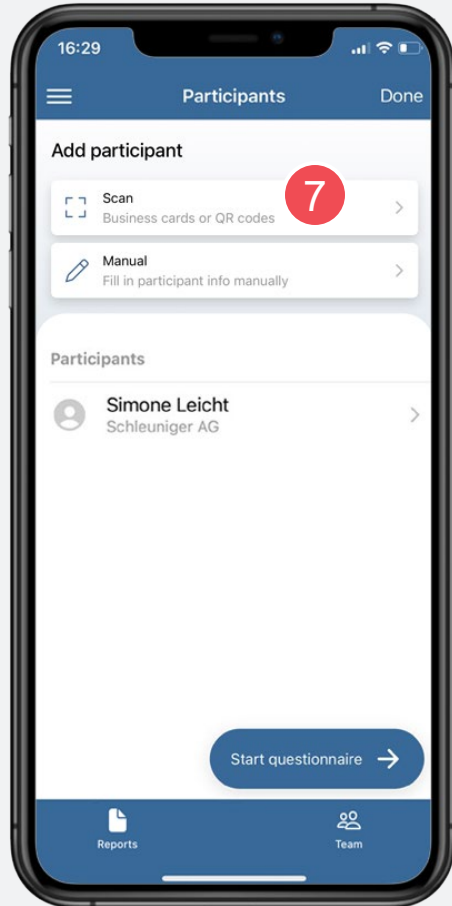 16:29
Participants
Done
Add participant
Scan
Business cards or QR codes
7
Manual
Fill in participant info manually
Participants
Simone Leicht
Schleuniger AG
Start questionnaire
Reports
Team